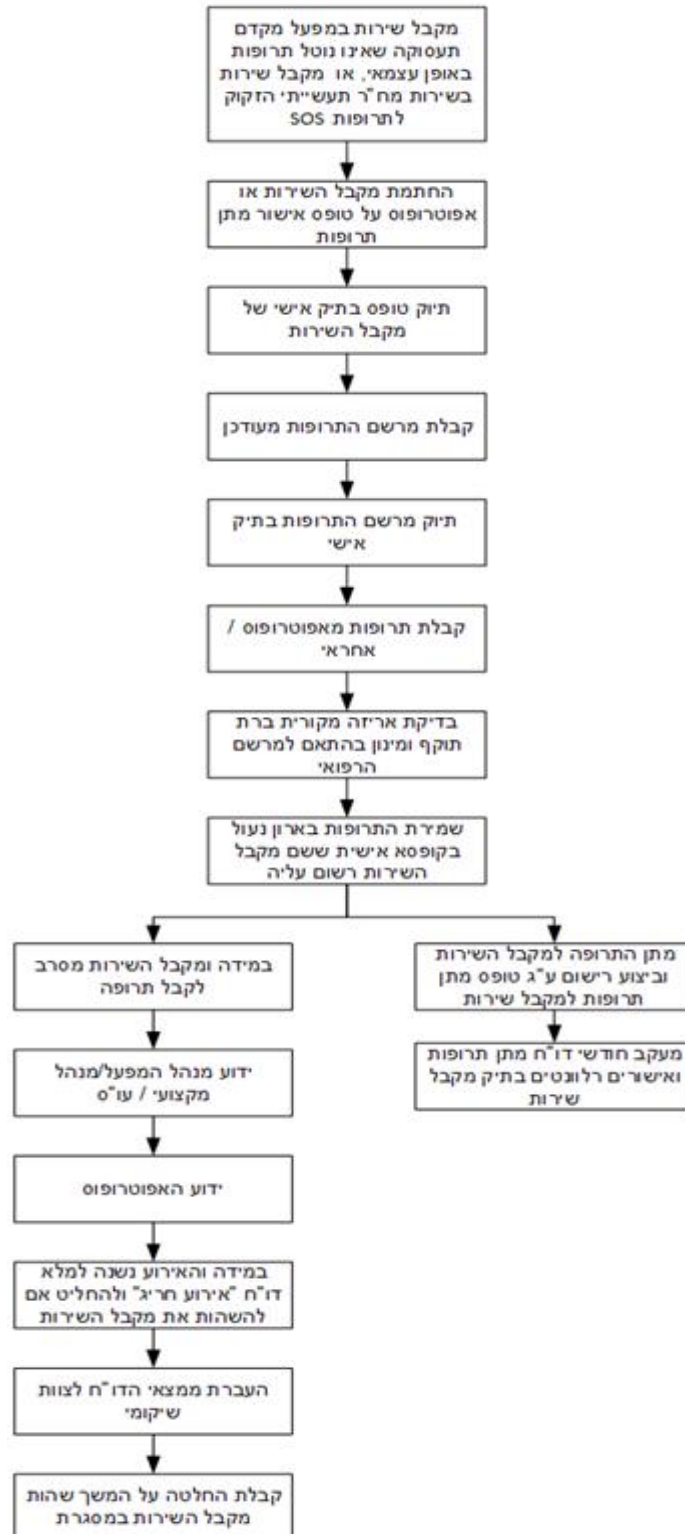 מקבל שירות במפעל מקדם
תעסוקה שאינו נוטל תרופות
באופן עצמאי, או מקבל שירות
בשירות מח"ר תעשייתי הזקוק
לתרופות SOS
החתמת מקבל השירות או
אפוטרופוס על טופס אישור מתן
תרופות
תיוק טופס בתיק אישי של
מקבל השירות
קבלת מרשם התרופות מעודכן
תיוק מרשם התרופות בתיק
אישי
קבלת תרופות מאפוטרופוס /
אחראי
בדיקת אריזה מקורית ברת
תוקף ומינון בהתאם למרשם
הרפואי
שמירת התרופות בארון נעול
בקופסא אישית ששם מקבל
השירות רשום עליה
מתן התרופה למקבל השירות
וביצוע רישום ע"ג טופס מתן
תרופות למקבל שירות
מעקב חודשי דו"ח מתן תרופות
ואישורים רלוונטים בתיק מקבל
שירות
במידה ומקבל השירות מסרב
לקבל תרופה
ידוע מנהל המפעל/מנהל
מקצועי / עו"ס
ידוע האפוטרופוס
במידה והאירוע נשנה למלא
דו"ח "אירוע חריג" ולהחליט אם
להשהות את מקבל השירות
העברת ממצאי הדו"ח לצוות
שיקומי
קבלת החלטה על המשך שהות
מקבל השירות במסגרת